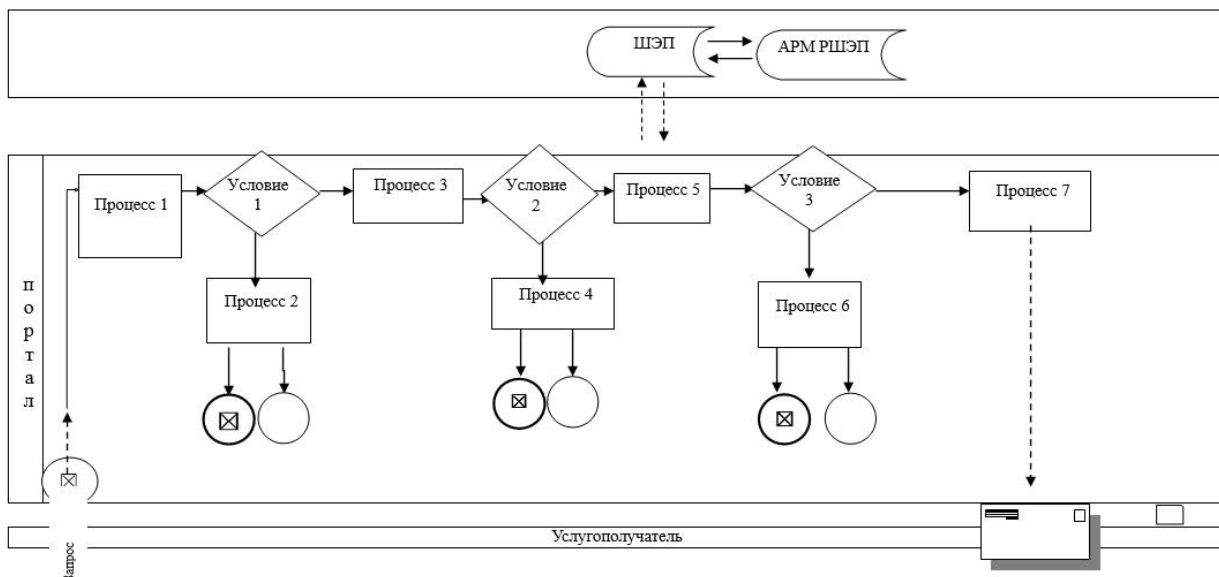 ШЭП
АРМ РШЭП
Процесс 1
Условие
1
Процесс 3
Условие
2
Процесс 5
Условие
3
Процесс 7
Процесс 2
Процесс 4
Процесс 6
портал
Запрос
Услугополучатель